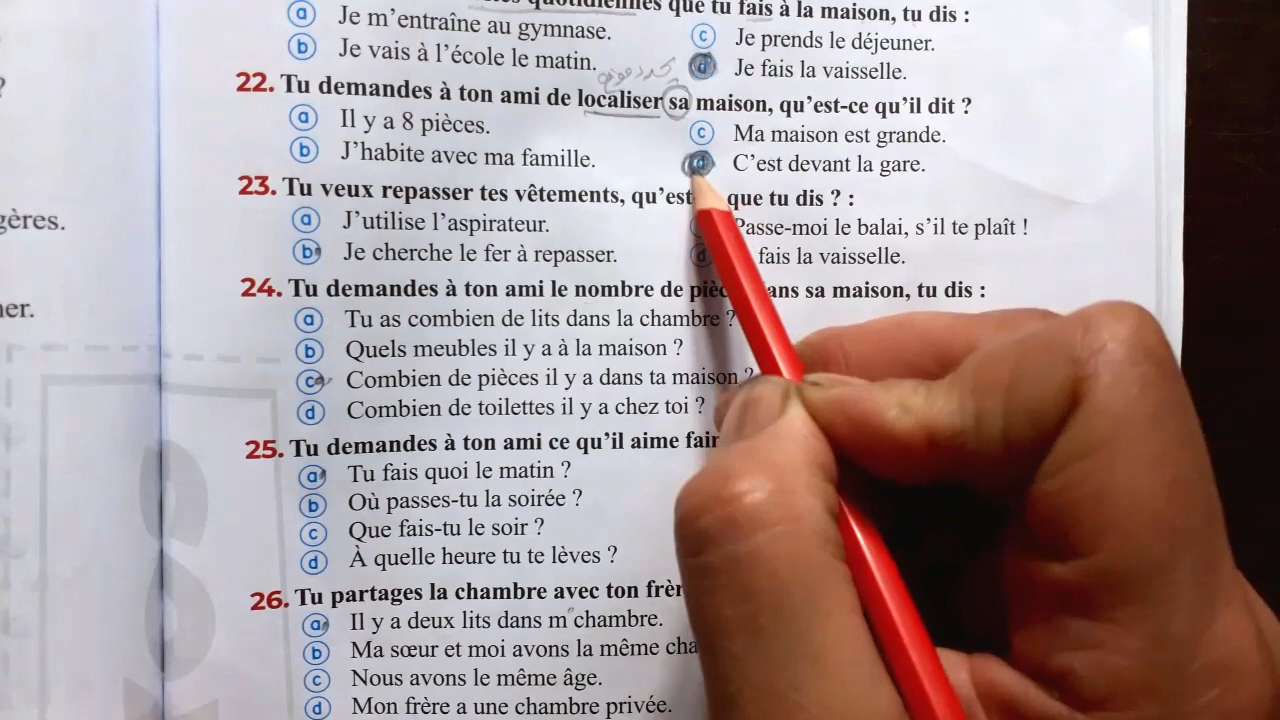 quotidiennes que tu fais à la maison, tu dis :
a Je m'entraîne au gymnase.
c Je prends le déjeuner.
b Je vais à l'école le matin.
d Je fais la vaisselle.
22. Tu demandes à ton ami de localiser sa maison, qu'est-ce qu'il dit ?
a Il y a 8 pièces.
c Ma maison est grande.
b J'habite avec ma famille.
d C'est devant la gare.
23. Tu veux repasser tes vêtements, qu'est que tu dis ? :
a J'utilise l'aspirateur.
Passe-moi le balai, s'il te plaît !
b Je cherche le fer à repasser.
d fais la vaisselle.
24. Tu demandes à ton ami le nombre de pièc ans sa maison, tu dis :
a Tu as combien de lits dans la chambre ?
b Quels meubles il y a à la maison ?
c Combien de pièces il y a dans ta maison ?
d Combien de toilettes il y a chez toi ?
25. Tu demandes à ton ami ce qu'il aime fair
a Tu fais quoi le matin ?
b Où passes-tu la soirée ?
c Que fais-tu le soir ?
d À quelle heure tu te lèves ?
26. Tu partages la chambre avec ton frèr
a Il y a deux lits dans m chambre.
b Ma sœur et moi avons la même cha
c Nous avons le même âge.
d Mon frère a une chambre privée.
?
gères.
ner.